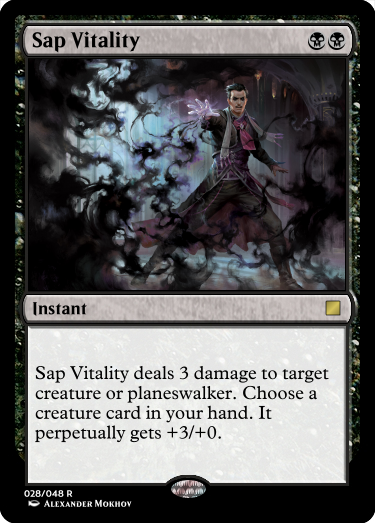 Sap Vitality
Instant
Sap Vitality deals 3 damage to target
creature or planeswalker. Choose a
creature card in your hand. It
perpetually gets +3/+0.
028/048 R
Alexander Mokhov